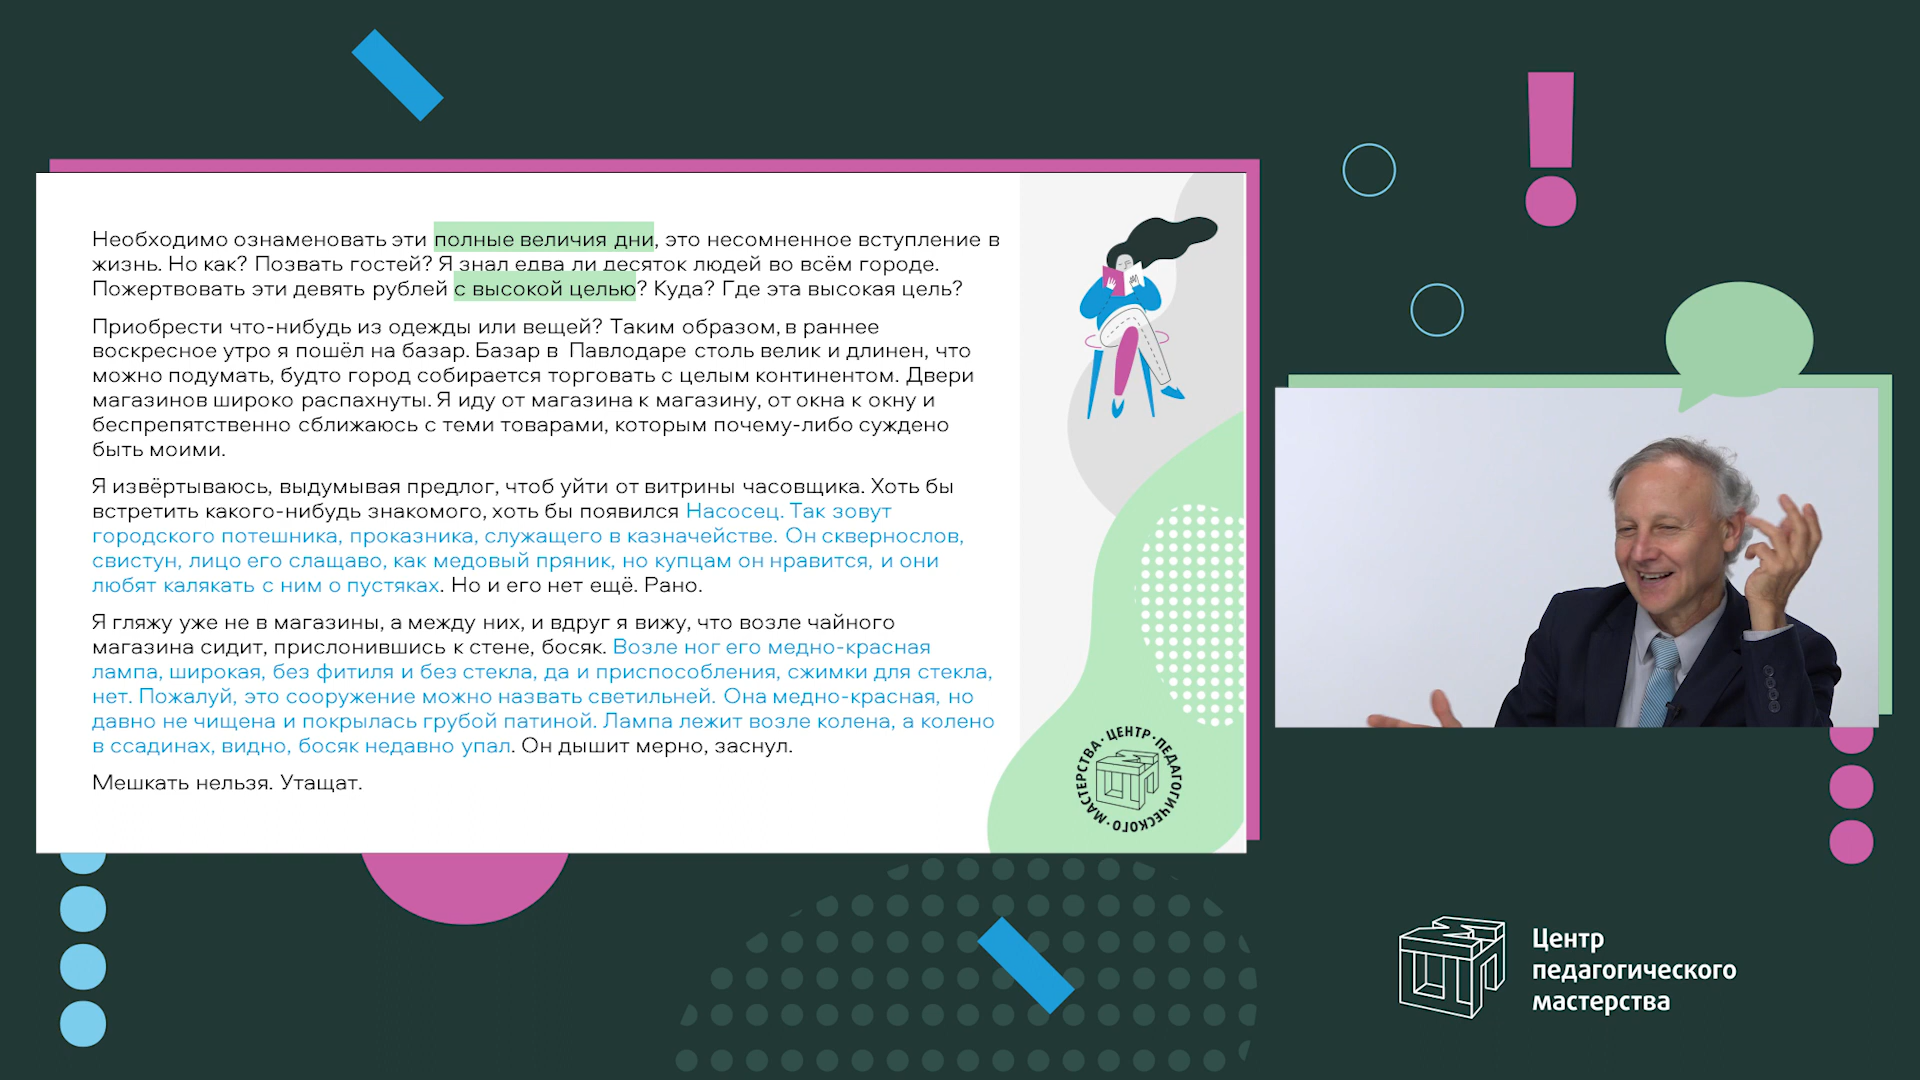 Необходимо ознаменовать эти полные величия дни, это несомненное вступление в
жизнь. Но как? Позвать гостей? Я знал едва ли десяток людей во всём городе.
Пожертвовать эти девять рублей с высокой целью? Куда? Где эта высокая цель?
Приобрести что-нибудь из одежды или вещей? Таким образом, в раннее
воскресное утро я пошёл на базар. Базар в Павлодаре столь велик и длинен, что
можно подумать, будто город собирается торговать с целым континентом. Двери
магазинов широко распахнуты. Я иду от магазина к магазину, от окна к окну и
беспрепятственно сближаюсь с теми товарами, которым почему-либо суждено
быть моими.
Я извёртываюсь, выдумывая предлог, чтоб уйти от витрины часовщика. Хоть бы
встретить какого-нибудь знакомого, хоть бы появился Насосец. Так зовут
городского потешника, проказника, служащего в казначействе. Он сквернослов,
свистун, лицо его слащаво, как медовый пряник, но купцам он нравится, и они
любят калякать с ним о пустяках. Но и его нет ещё. Рано.
Я гляжу уже не в магазины, а между них, и вдруг я вижу, что возле чайного
магазина сидит, прислонившись к стене, босяк. Возле ног его медно-красная
лампа, широкая, без фитиля и без стекла, да и приспособления, сжимки для стекла,
нет. Пожалуй, это сооружение можно назвать светильней. Она медно-красная, но
давно не чищена и покрылась грубой патиной. Лампа лежит возле колена, а колено
в ссадинах, видно, босяк недавно упал. Он дышит мерно, заснул.
Мешкать нельзя. Утащат.
ЦЕНТР·ПЕДАГОГИЧЕСКОГО·МАСТЕРСТВА·
Центр
педагогического
мастерства